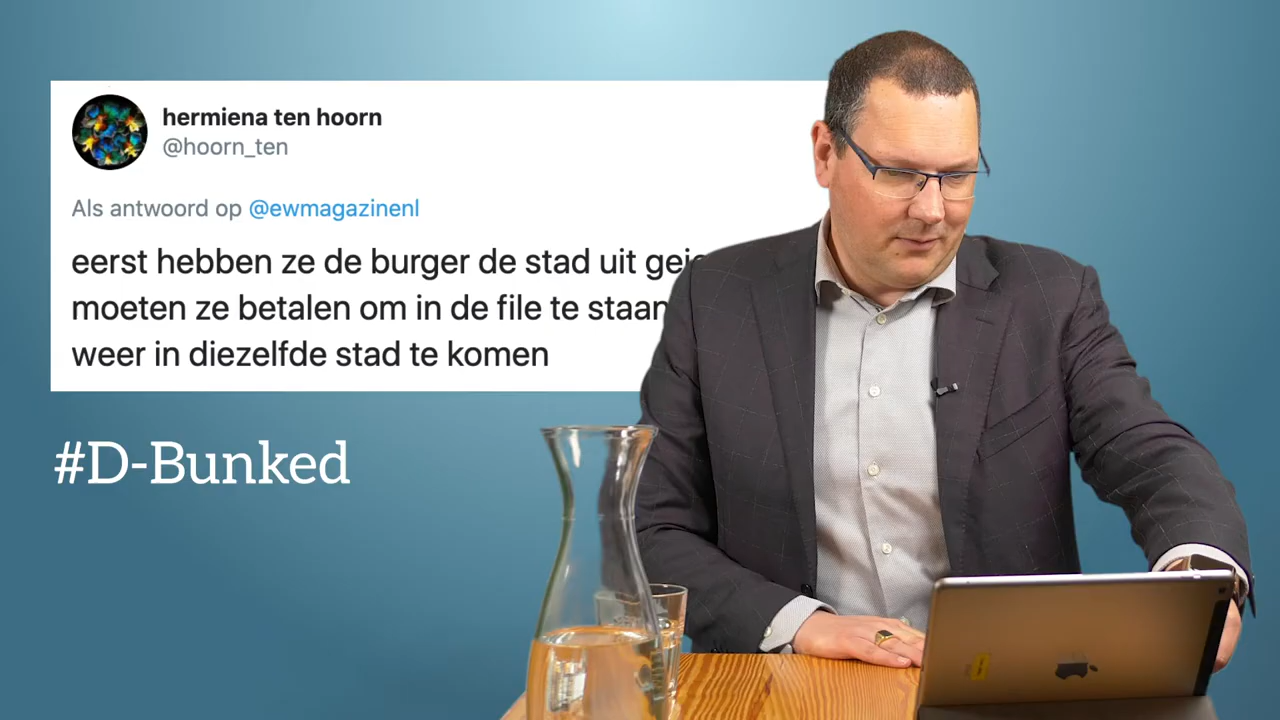 hermiena ten hoorn
@hoorn_ten
Als antwoord op @ewmagazinenl
eerst hebben ze de burger de stad uit
moeten ze betalen om in de file te staan
weer in diezelfde stad te komen
#D-Bunked